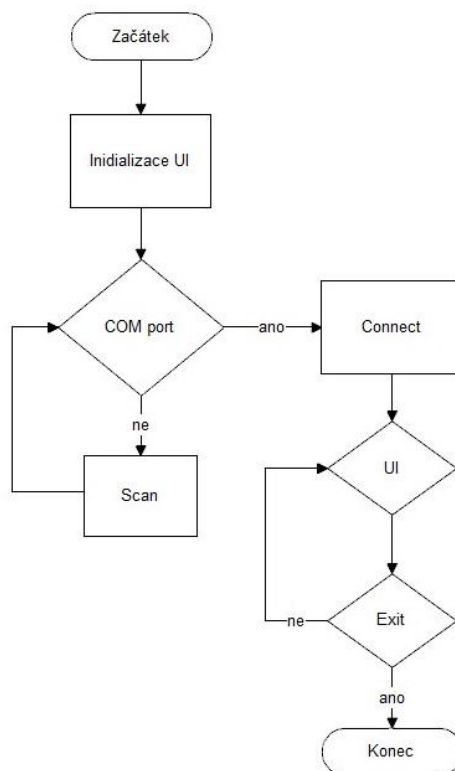 Začátek
Inidializace UI
COM port
ano
Connect
ne
Scan
UI
ne
Exit
ano
Konec